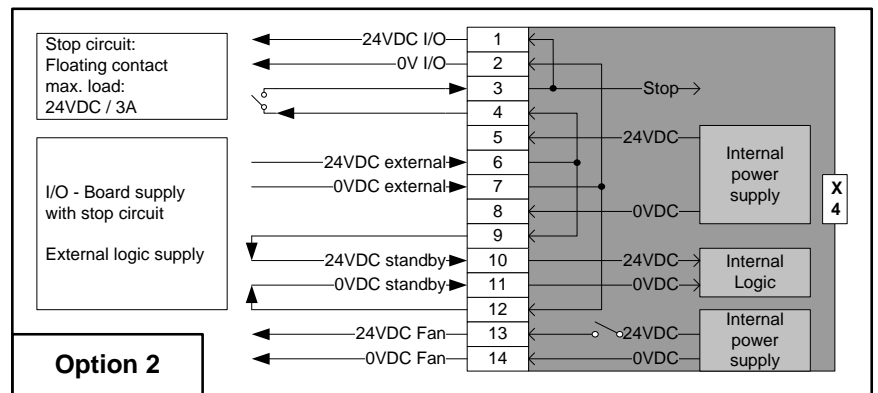 Stop circuit:
Floating contact
max. load:
24VDC / 3A
I/O - Board supply
with stop circuit
External logic supply
Option 2
24VDC I/O
0V I/O
24VDC external
0VDC external
24VDC standby
0VDC standby
24VDC Fan
0VDC Fan
1
2
3
4
5
6
7
8
9
10
11
12
13
14
Stop
24VDC
0VDC
24VDC
0VDC
24VDC
0VDC
Internal
power
supply
Internal
Logic
Internal
power
supply
X
4